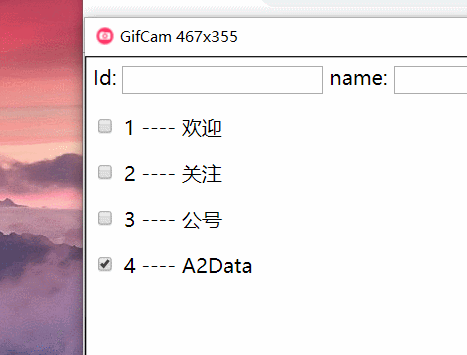 GifCam 467x355
Id: name:
1 ---- 欢迎
2 ---- 关注
3 ---- 公号
4 ---- A2Data